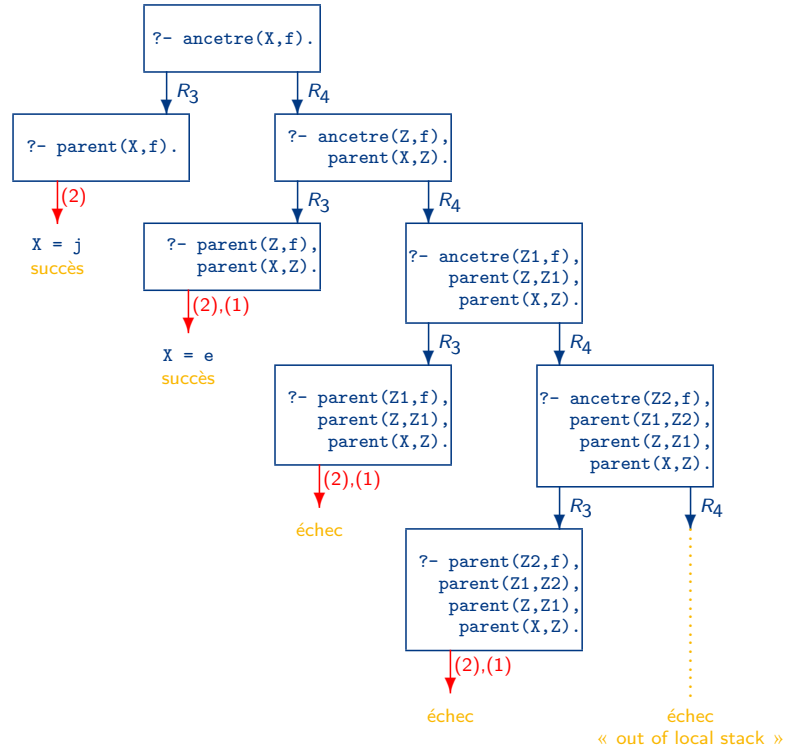 ?- ancetre(X,f).
R3
R4
?- parent(X,f).
?- ancetre(Z,f),
parent(X,Z).
(2)
R3
R4
X = j
succès
?- parent(Z,f),
parent(X,Z).
?- ancetre(Z1,f),
parent(Z,Z1),
parent(X,Z).
(2),(1)
R3
R4
X = e
succès
?- parent(Z1,f),
parent(Z,Z1),
parent(X,Z).
?- ancetre(Z2,f),
parent(Z1,Z2),
parent(Z,Z1),
parent(X,Z).
(2),(1)
R3
R4
échec
?- parent(Z2,f),
parent(Z1,Z2),
parent(Z,Z1),
parent(X,Z).
(2),(1)
échec
échec
« out of local stack »